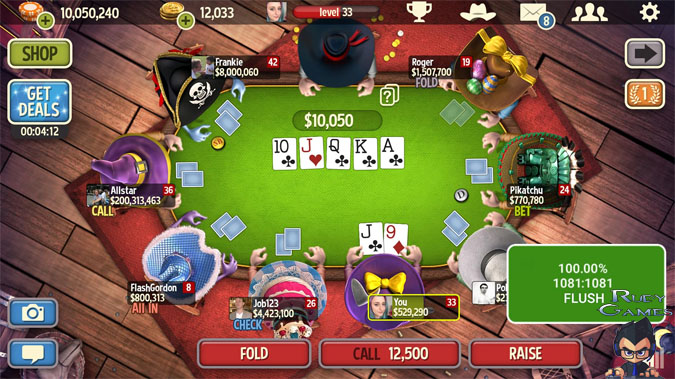 10,050,240
12,033
level 33
8
SHOP
GET
DEALS
00:04:12
1
Frankie 42
$8,000,060
Roger 19
$1,507,700
FOLD
$10,050
10 J Q K A
Allstar 36
$200,313,463
CALL
Pikatchu 24
$770,780
BET
D
J 9
FlashGordon 8
$800,313
All IN
Job123 26
$4,423,100
CHECK
You 33
$529,290
100.00%
1081:1081
FLUSH
Ruby
Games
FOLD
CALL 12,500
RAISE